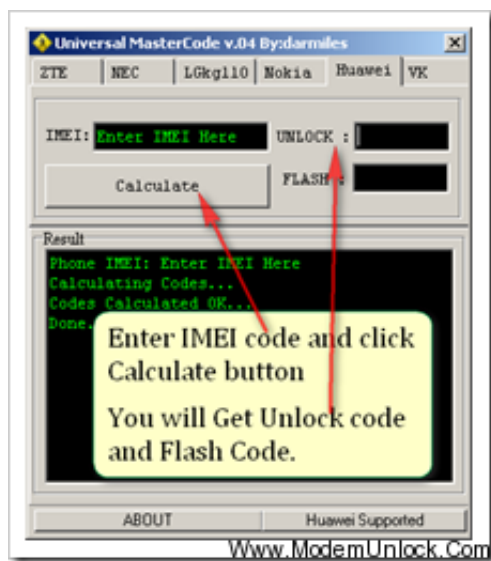 Universal MasterCode v.04 By:darmiles
ZTE NEC LGkg110 Nokia Huawei VK
IMEI: Enter IMEI Here UNLOCK :
Calculate FLASH :
Result
Phone IMEI: Enter IMEI Here
Calculating Codes...
Codes Calculated OK...
Done.
Enter IMEI code and click
Calculate button
You will Get Unlock code
and Flash Code.
ABOUT Huawei Supported
Www.ModemUnlock.Com